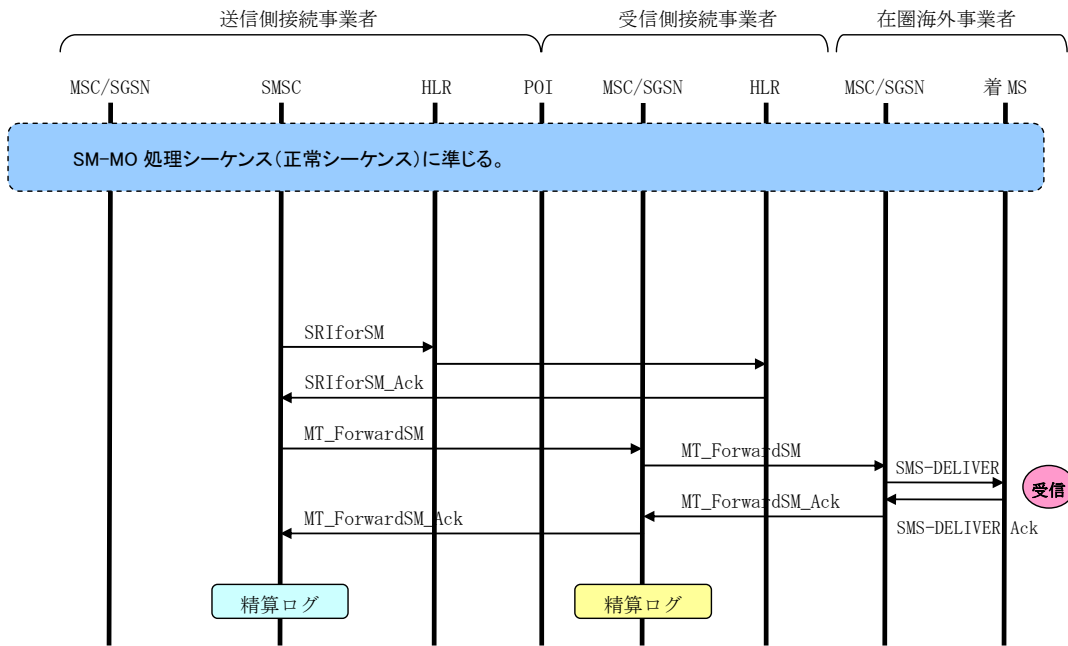 送信側接続事業者 受信側接続事業者 在圏海外事業者
MSC/SGSN SMSC HLR POI MSC/SGSN HLR MSC/SGSN 着 MS
SM-MO 処理シーケンス(正常シーケンス)に準じる。
SRIforSM
SRIforSM_Ack
MT_ForwardSM
MT_ForwardSM
SMS-DELIVER
受信
MT_ForwardSM_Ack
MT_ForwardSM_Ack
SMS-DELIVER Ack
精算ログ 精算ログ